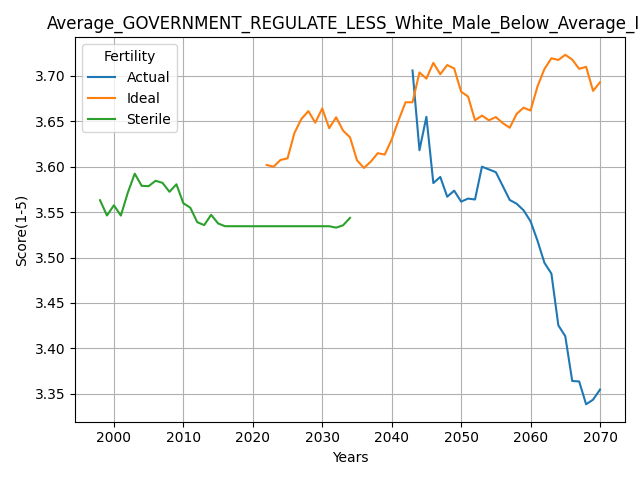 Average_GOVERNMENT_REGULATE_LESS_White_Male_Below_Average_I
Fertility
Actual
Ideal
Sterile
Score(1-5)
3.70
3.65
3.60
3.55
3.50
3.45
3.40
3.35
2000 2010 2020 2030 2040 2050 2060 2070
Years